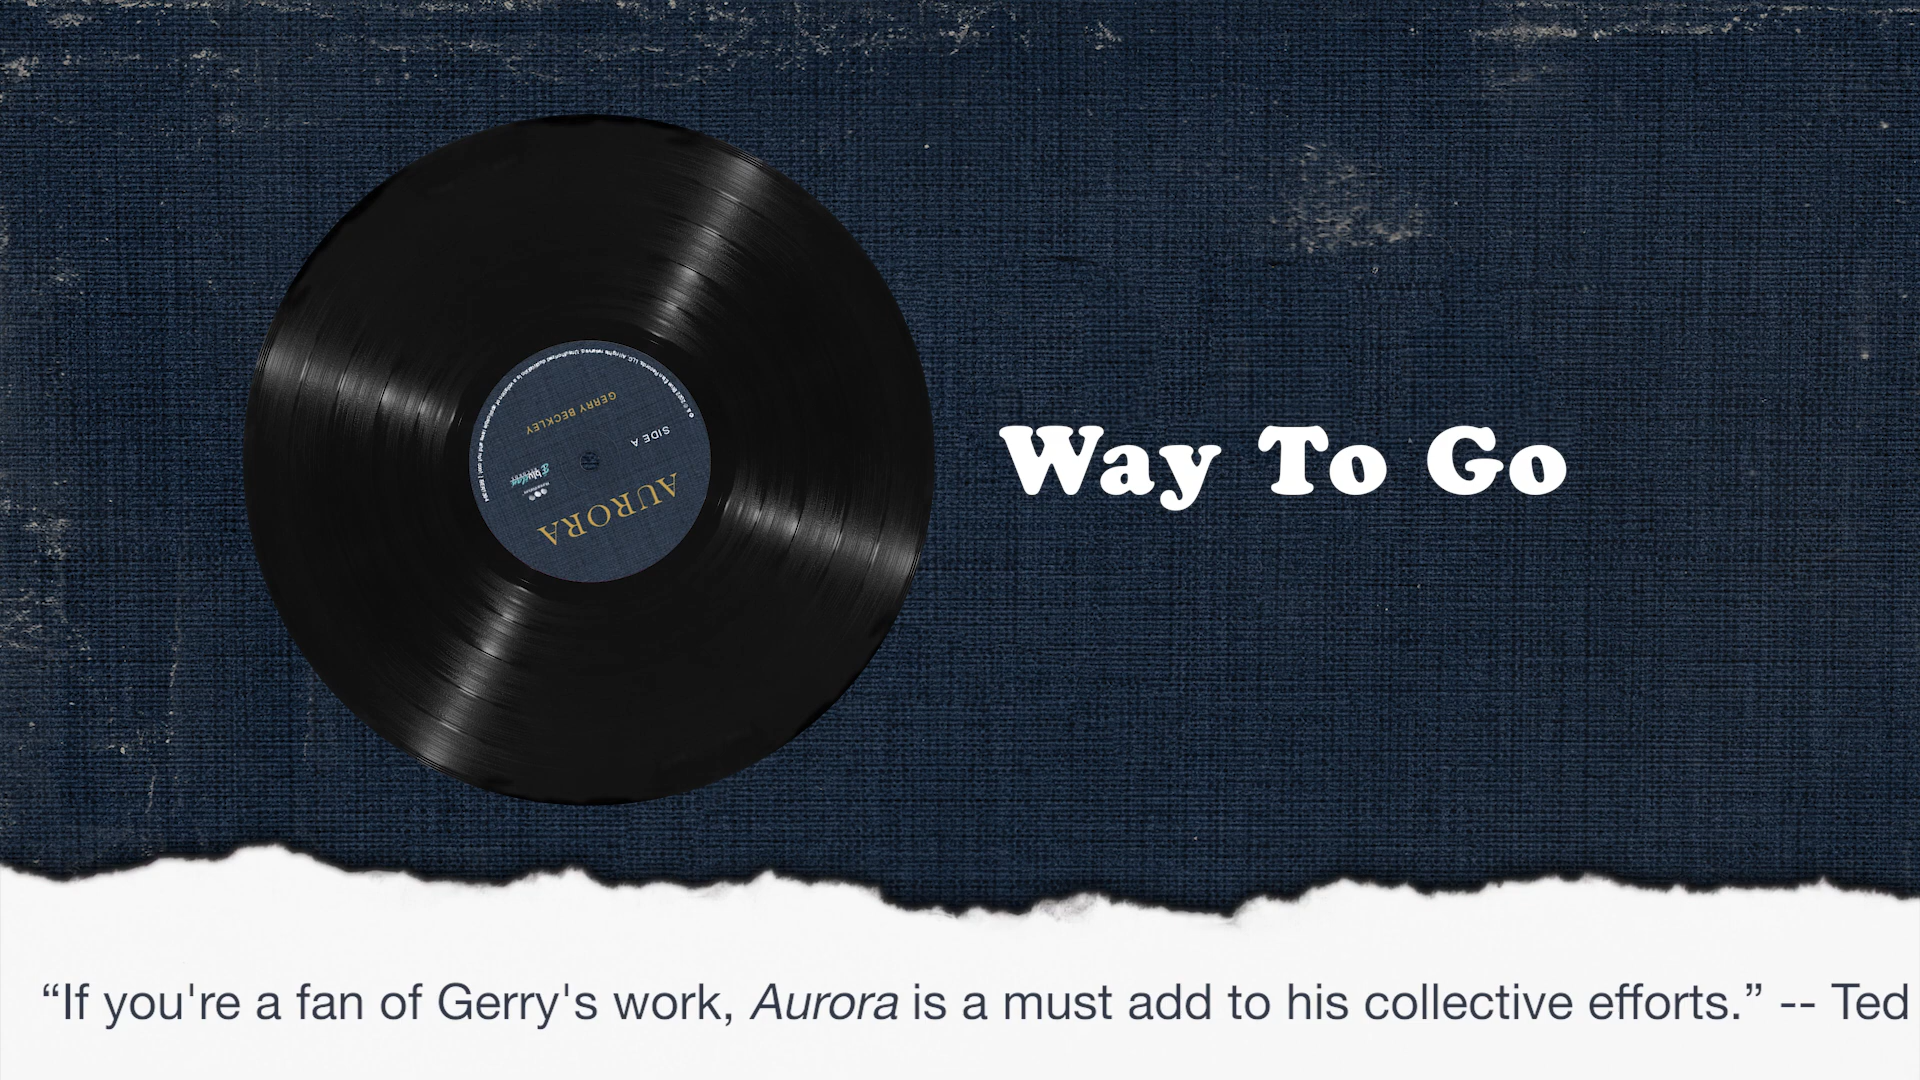 AURORA
SIDE A
GERRY BECKLEY
Way To Go
“If you're a fan of Gerry's work, Aurora is a must add to his collective efforts.” -- Ted